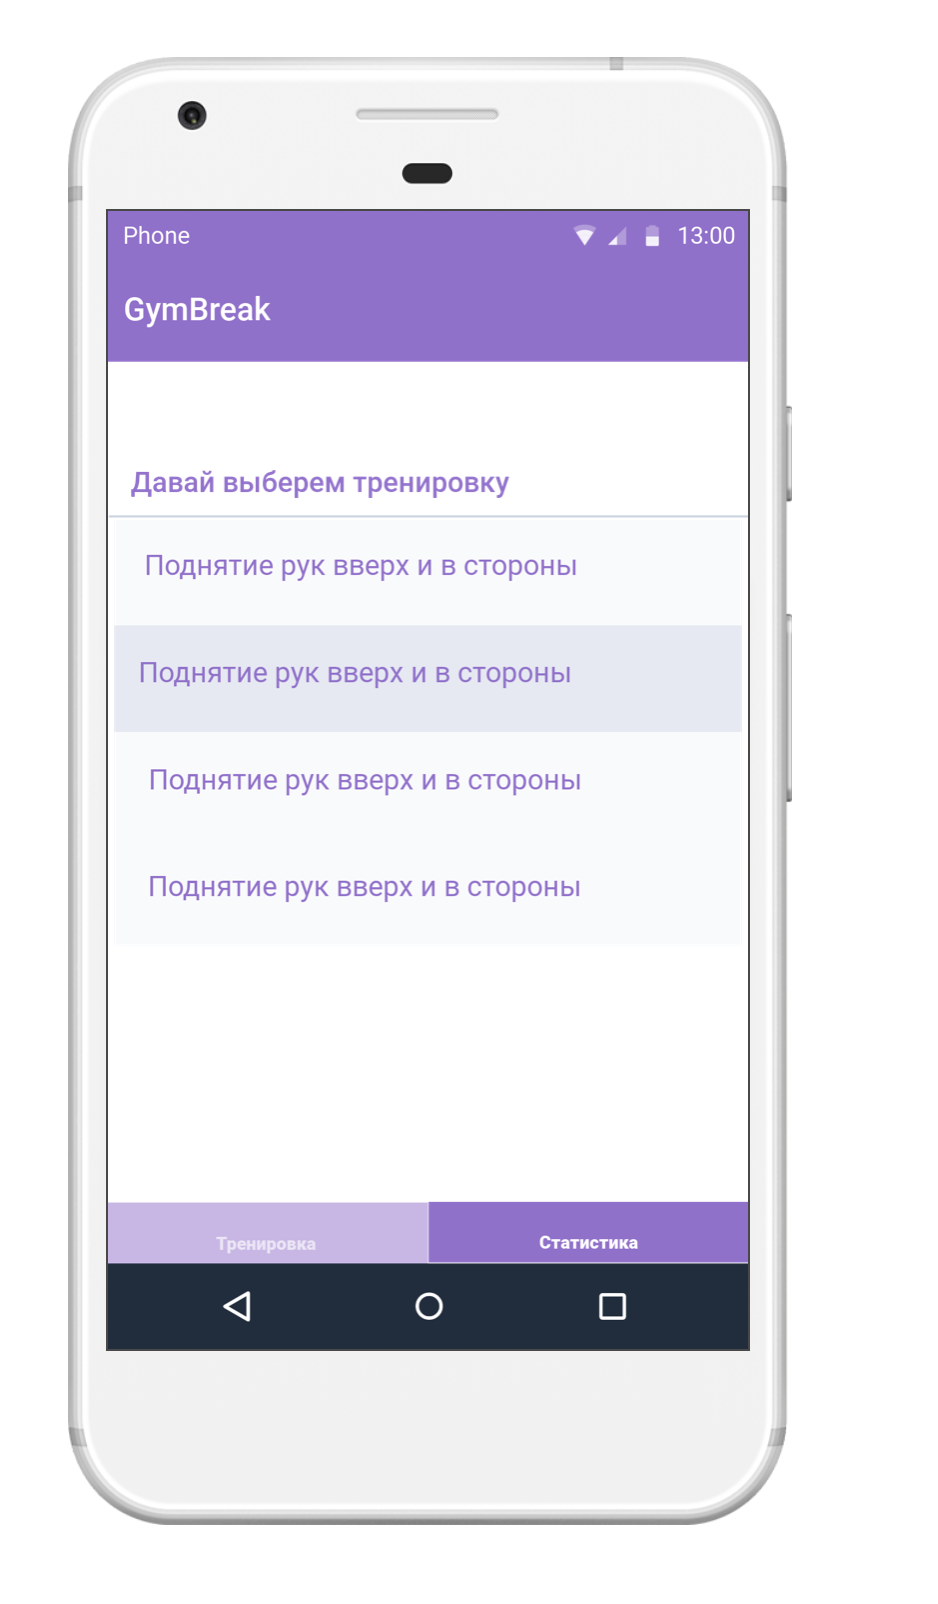 Phone 13:00
GymBreak
Давай выберем тренировку
Поднятие рук вверх и в стороны
Поднятие рук вверх и в стороны
Поднятие рук вверх и в стороны
Поднятие рук вверх и в стороны
Тренировка Статистика